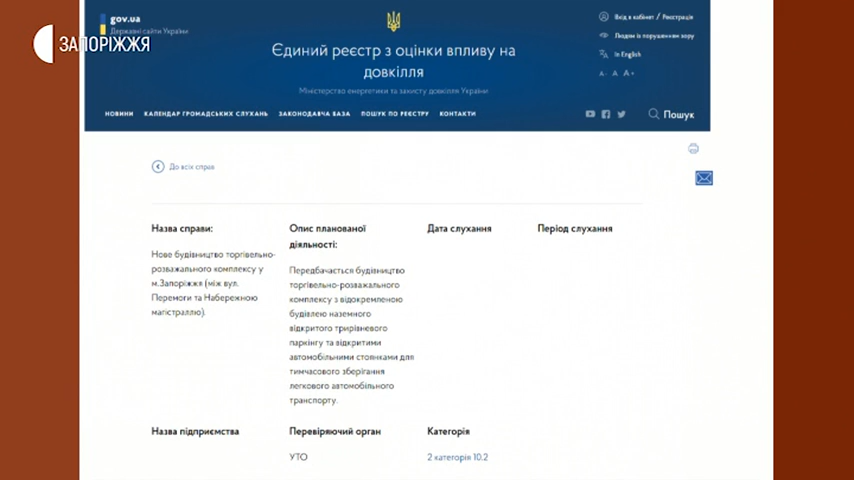 ЗАПОРІЖЖЯ
gov.ua
Державні сайти України
Єдиний реєстр з оцінки впливу на
довкілля
Міністерство енергетики та захисту довкілля України
Вхід в кабінет / Реєстрація
Людям із порушенням зору
In English
A- A A+
НОВИНИ КАЛЕНДАР ГРОМАДСЬКИХ СЛУХАНЬ ЗАКОНОДАВЧА БАЗА ПОШУК ПО РЕЄСТРУ КОНТАКТИ Пошук
До всіх справ
Назва справи:
Нове будівництво торгівельно-
розважального комплексу у
м.Запоріжжя (між вул.
Перемоги та Набережною
магістраллю).
Опис планованої
діяльності:
Передбачається будівництво
торгівельно-розважального
комплексу з відокремленою
будівлею наземного
відкритого трирівневого
паркінгу та відкритими
автомобільними стоянками для
тимчасового зберігання
легкового автомобільного
транспорту.
Дата слухання
Період слухання
Назва підприємства
Перевіряючий орган
УТО
Категорія
2 категорія 10.2